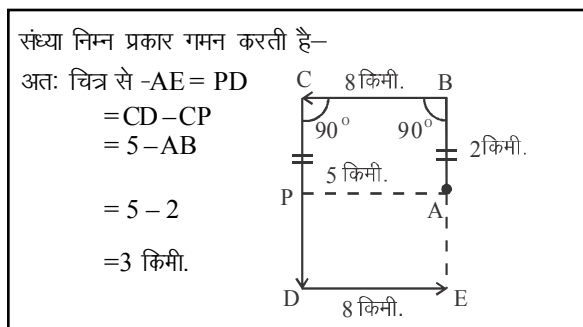 संध्या निम्न प्रकार गमन करती है–
अतः चित्र से -AE = PD
= CD – CP
= 5 – AB
= 5 – 2
=3 किमी.
C 8 किमी. B
90° 90°
2 किमी.
5 किमी.
P A
D 8 किमी. E